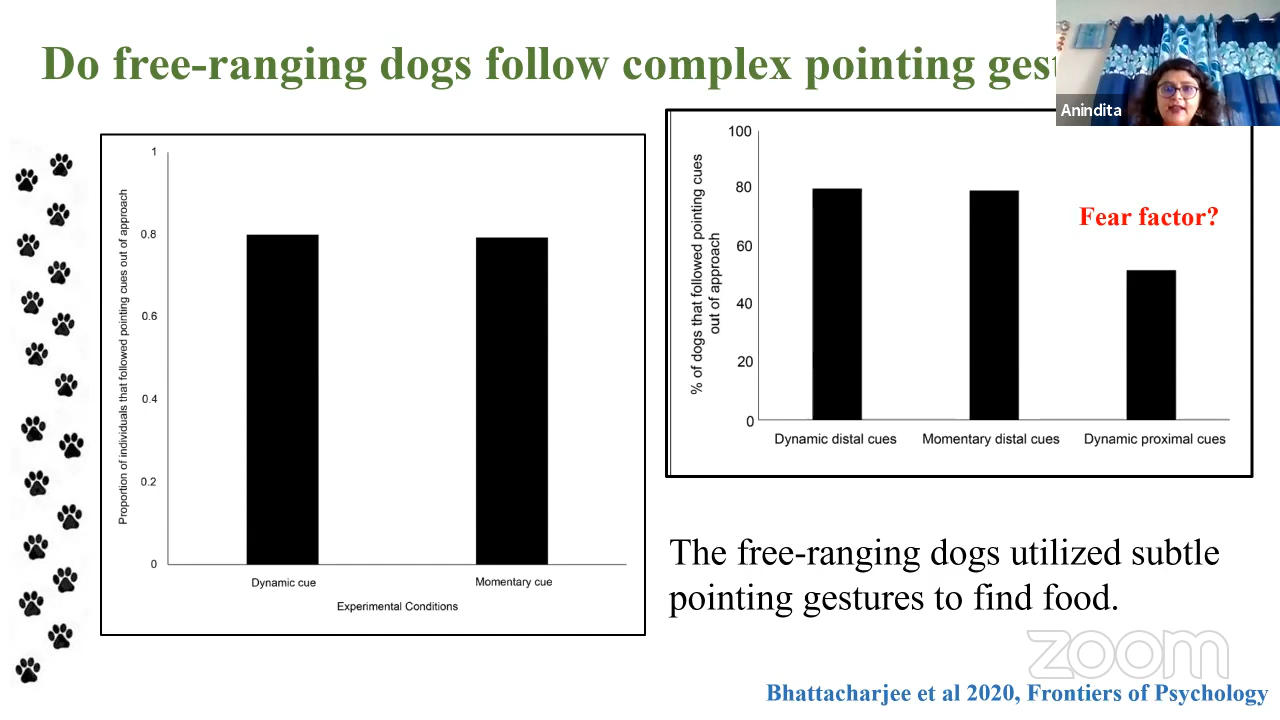 Do free-ranging dogs follow complex pointing
Anindita
Proportion of individuals that followed pointing cues out of approach
1
0.8
0.6
0.4
0.2
0
Dynamic cue
Momentary cue
Experimental Conditions
% of dogs that followed pointing cues
out of approach
100
80
60
40
20
0
Fear factor?
Dynamic distal cues
Momentary distal cues
Dynamic proximal cues
The free-ranging dogs utilized subtle
pointing gestures to find food.
zoom
Bhattacharjee et al 2020, Frontiers of Psychology